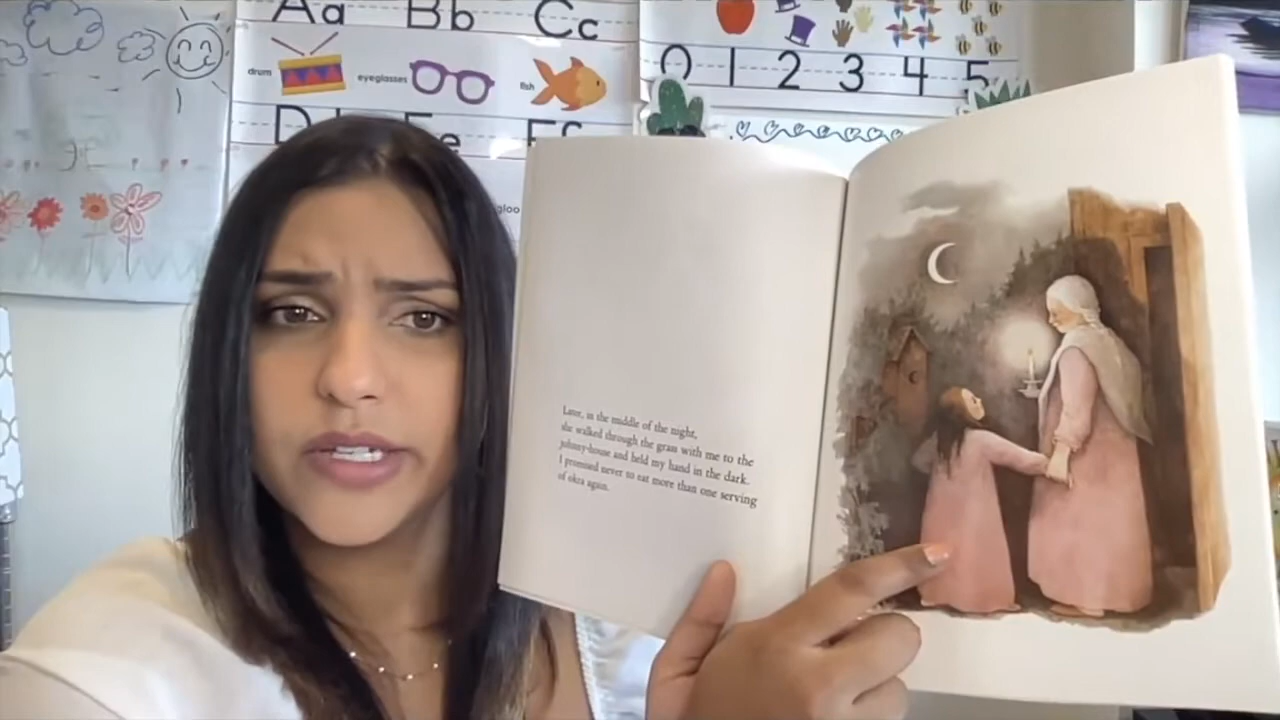 Aa Bb Cc
0 1 2 3 4 5
drum
eyeglasses
fish
Later, in the middle of the night,
she walked through the grass with me to the
johnny-house and held my hand in the dark.
I promised never to eat more than one serving
of okra again.